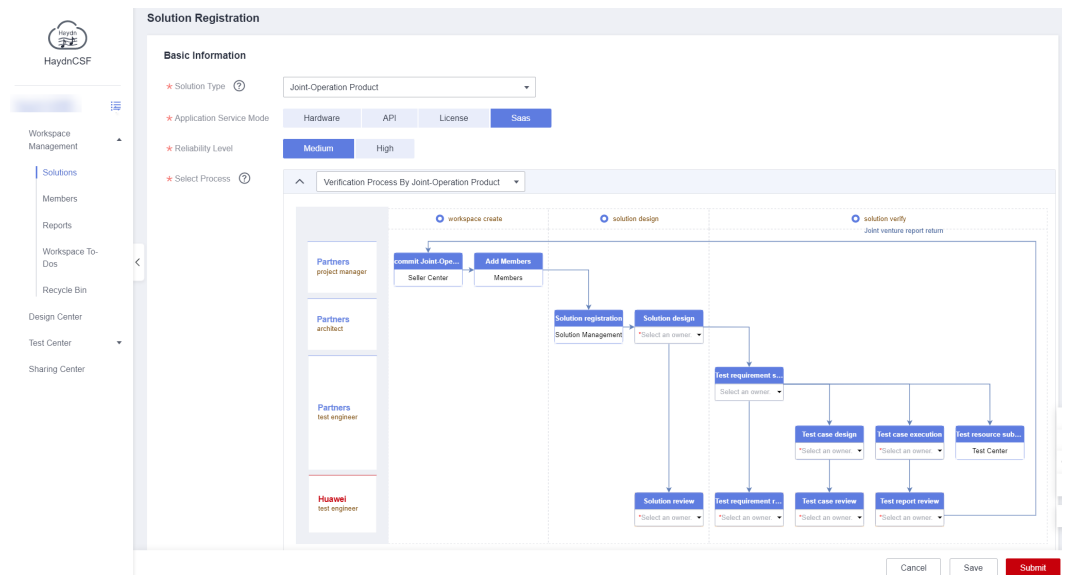 Solution Registration
Haydn
HaydnCSF
Workspace
Management
Solutions
Members
Reports
Workspace To-
Dos
Recycle Bin
Design Center
Test Center
Sharing Center
Basic Information
* Solution Type ?
Joint-Operation Product
* Application Service Mode
Hardware API License Saas
* Reliability Level
Medium High
* Select Process ?
Verification Process By Joint-Operation Product
workspace create solution design solution verify
Joint venture report return
Partners
project manager
commit Joint-Ope... Add Members
Seller Center Members
Partners
architect
Solution registration Solution design
Solution Management *Select an owner.
Test requirement s...
Select an owner.
Partners
test engineer
Test case design Test case execution Test resource sub...
*Select an owner. *Select an owner. Test Center
Huawei
test engineer
Solution review Test requirement r... Test case review Test report review
*Select an owner. *Select an owner. *Select an owner. *Select an owner.
Cancel Save Submit